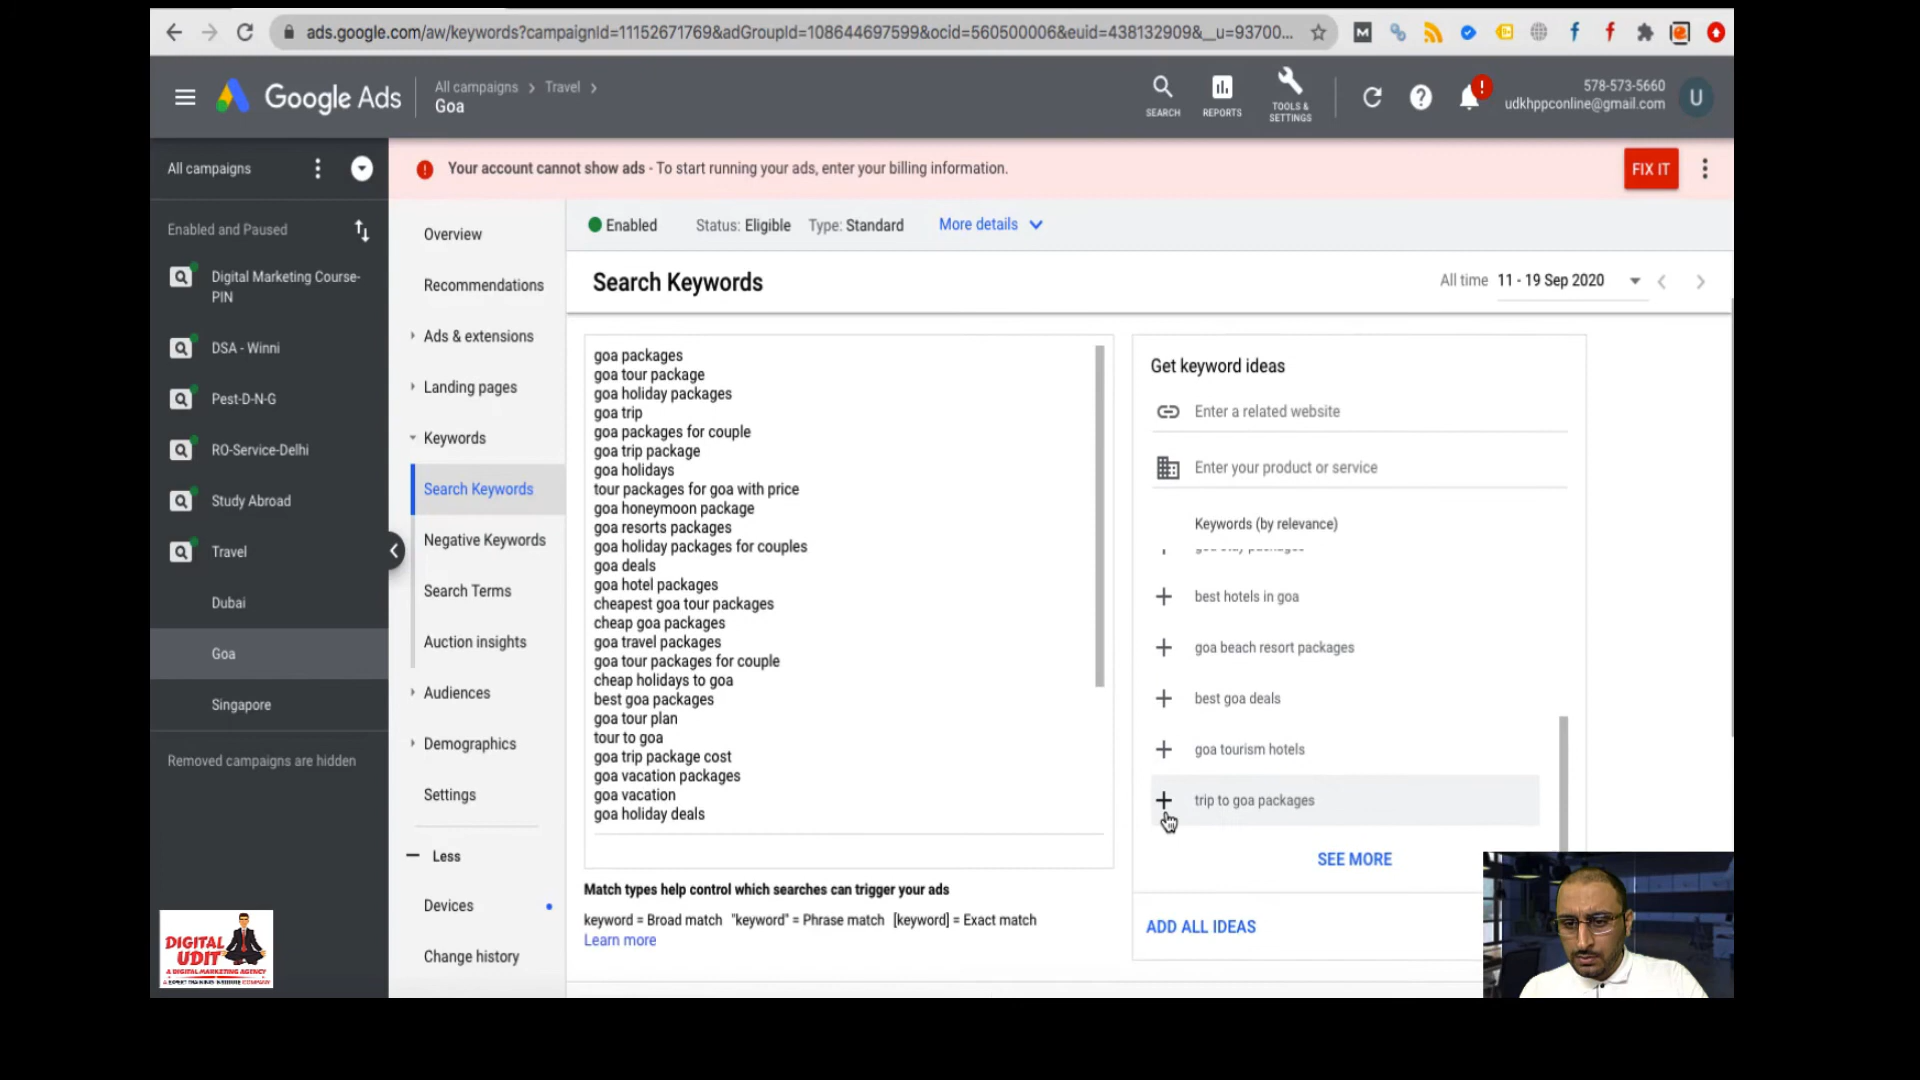 ads.google.com/aw/keywords?campaignId=11152671769&adGroupId=108644697599&ocid=560500006&euid=438132909&__u=93700...
Google Ads
All campaigns > Travel >
Goa
SEARCH
REPORTS
TOOLS &
SETTINGS
578-573-5660
udkhppconline@gmail.com
U
All campaigns
Your account cannot show ads - To start running your ads, enter your billing information.
FIX IT
Enabled and Paused
Digital Marketing Course-
PIN
DSA - Winni
Pest-D-N-G
RO-Service-Delhi
Study Abroad
Travel
Dubai
Goa
Singapore
Removed campaigns are hidden
Overview
Recommendations
Ads & extensions
Landing pages
Keywords
Search Keywords
Negative Keywords
Search Terms
Auction insights
Audiences
Demographics
Settings
Less
Devices
Change history
Enabled
Status: Eligible
Type: Standard
More details
Search Keywords
All time 11 - 19 Sep 2020
goa packages
goa tour package
goa holiday packages
goa trip
goa packages for couple
goa trip package
goa holidays
tour packages for goa with price
goa honeymoon package
goa resorts packages
goa holiday packages for couples
goa deals
goa hotel packages
cheapest goa tour packages
cheap goa packages
goa travel packages
goa tour packages for couple
cheap holidays to goa
best goa packages
goa tour plan
tour to goa
goa trip package cost
goa vacation packages
goa vacation
goa holiday deals
Match types help control which searches can trigger your ads
keyword = Broad match "keyword" = Phrase match [keyword] = Exact match
Learn more
Get keyword ideas
Enter a related website
Enter your product or service
Keywords (by relevance)
goa stay packages
best hotels in goa
goa beach resort packages
best goa deals
goa tourism hotels
trip to goa packages
SEE MORE
ADD ALL IDEAS
DIGITAL
UDIT
A DIGITAL MARKETING AGENCY